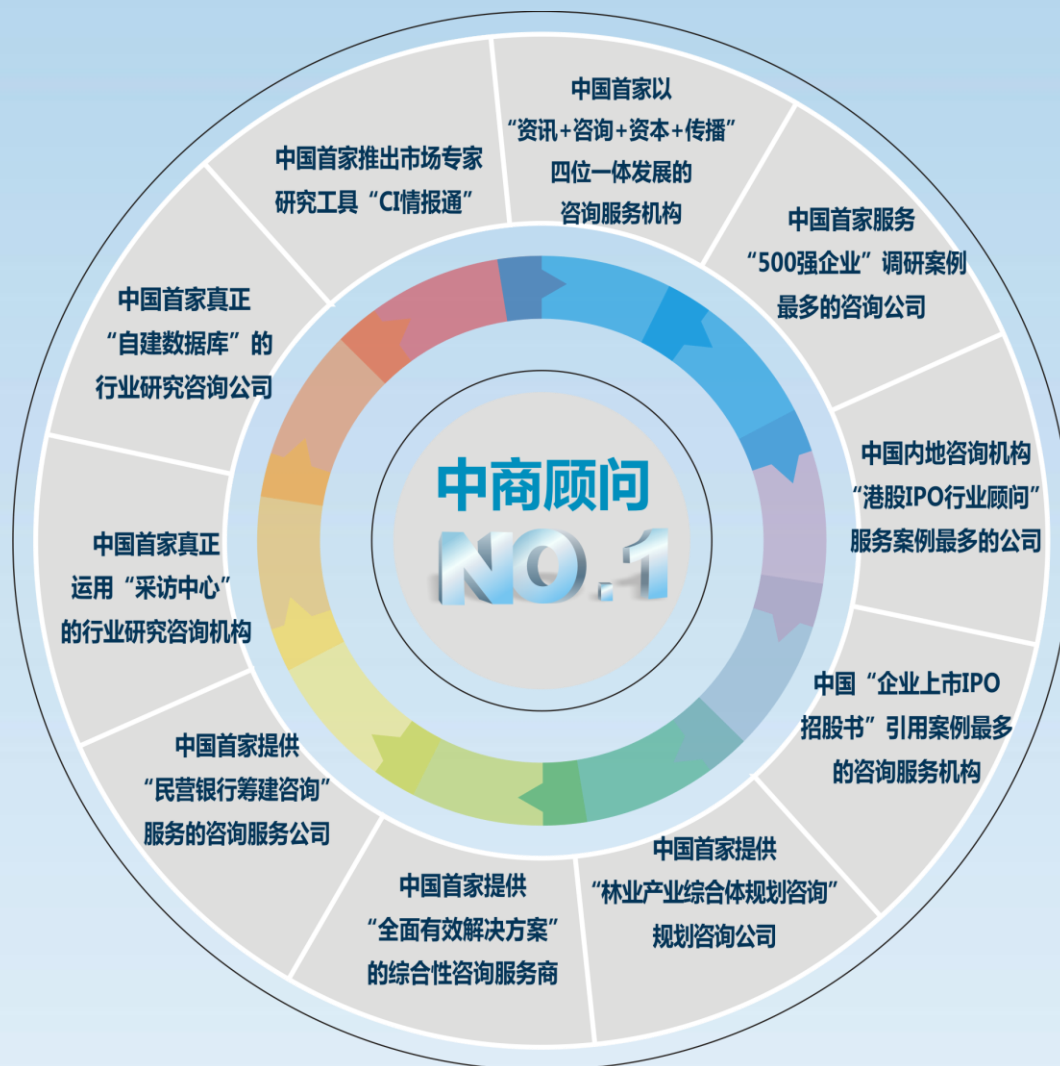 中国首家以
“资讯+咨询+资本+传播”
四位一体发展的
咨询服务机构
中国首家服务
“500强企业”调研案例
最多的咨询公司
中国内地咨询机构
“港股IPO行业顾问”
服务案例最多的公司
中国“企业上市IPO
招股书”引用案例最多
的咨询服务机构
中国首家提供
“林业产业综合体规划咨询”
规划咨询公司
中国首家提供
“全面有效解决方案”
的综合性咨询服务商
中国首家提供
“民营银行筹建咨询”
服务的咨询服务公司
中国首家真正
运用“采访中心”
的行业研究咨询机构
中国首家真正
“自建数据库”的
行业研究咨询公司
中国首家推出市场专家
研究工具“CI情报通”
中商顾问
NO.1